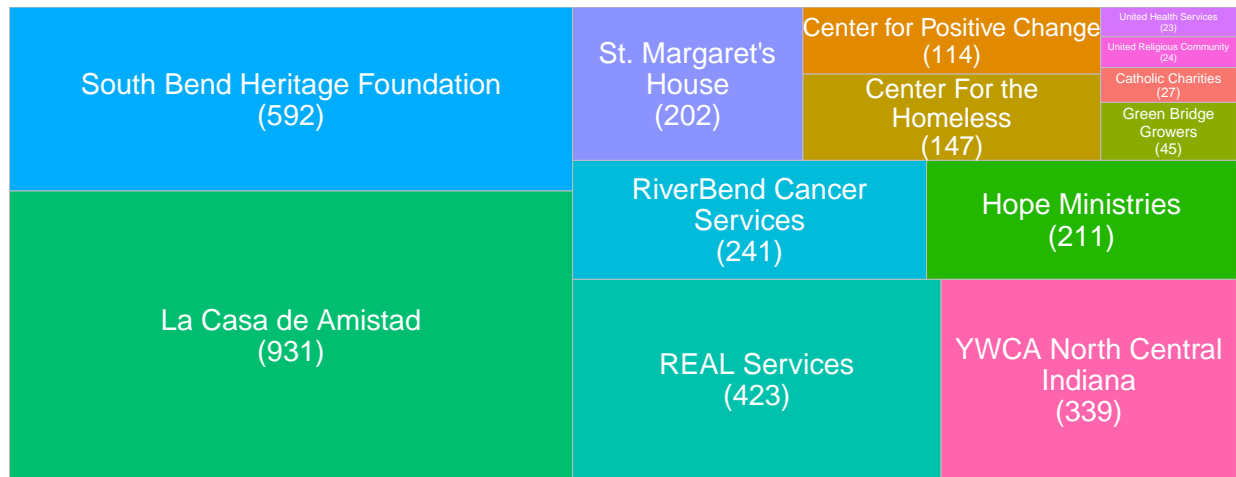 South Bend Heritage Foundation
(592)
La Casa de Amistad
(931)
St. Margaret's
House
(202)
Center for Positive Change
(114)
Center For the
Homeless
(147)
United Health Services
(23)
United Religious Community
(24)
Catholic Charities
(27)
Green Bridge
Growers
(45)
RiverBend Cancer
Services
(241)
Hope Ministries
(211)
REAL Services
(423)
YWCA North Central
Indiana
(339)